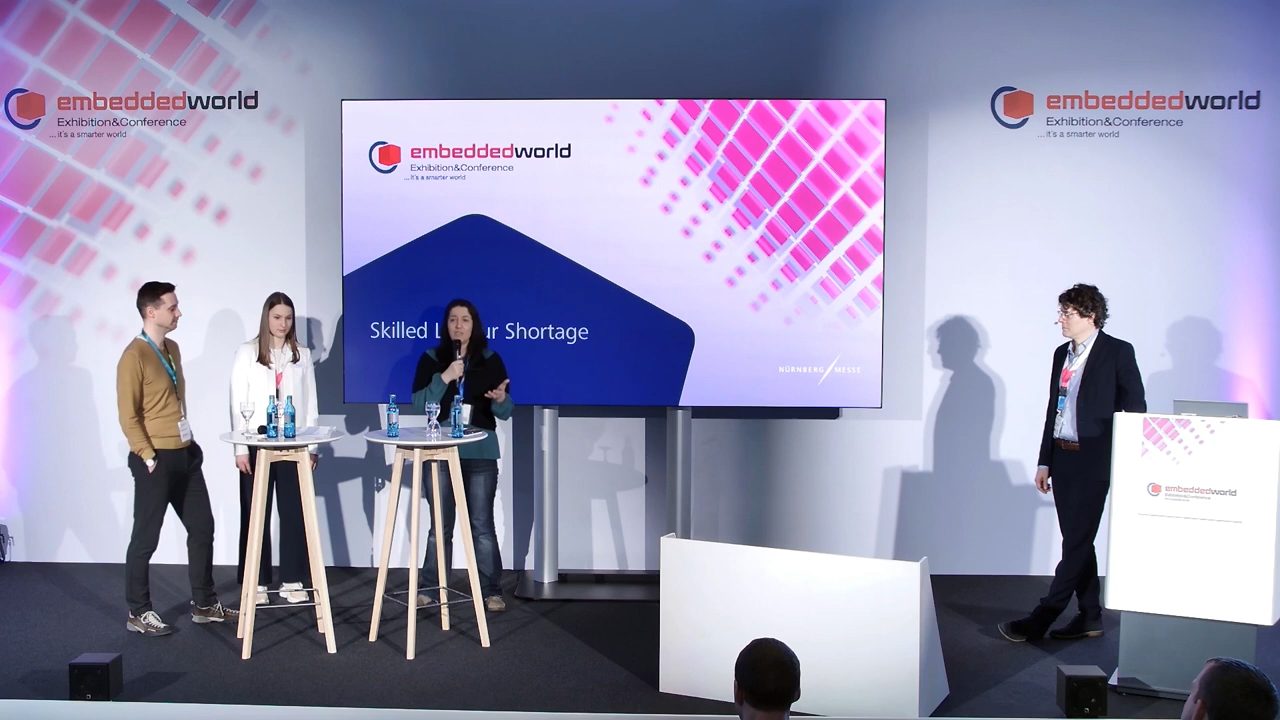 embeddedworld
Exhibition&Conference
...it's a smarter world
embeddedworld
Exhibition&Conference
...it's a smarter world
Skilled L ur Shortage
NÜRNBERG MESSE
embeddedworld
Exhibition&Conference
...it's a smarter world
embeddedworld
Exhibition&Conference